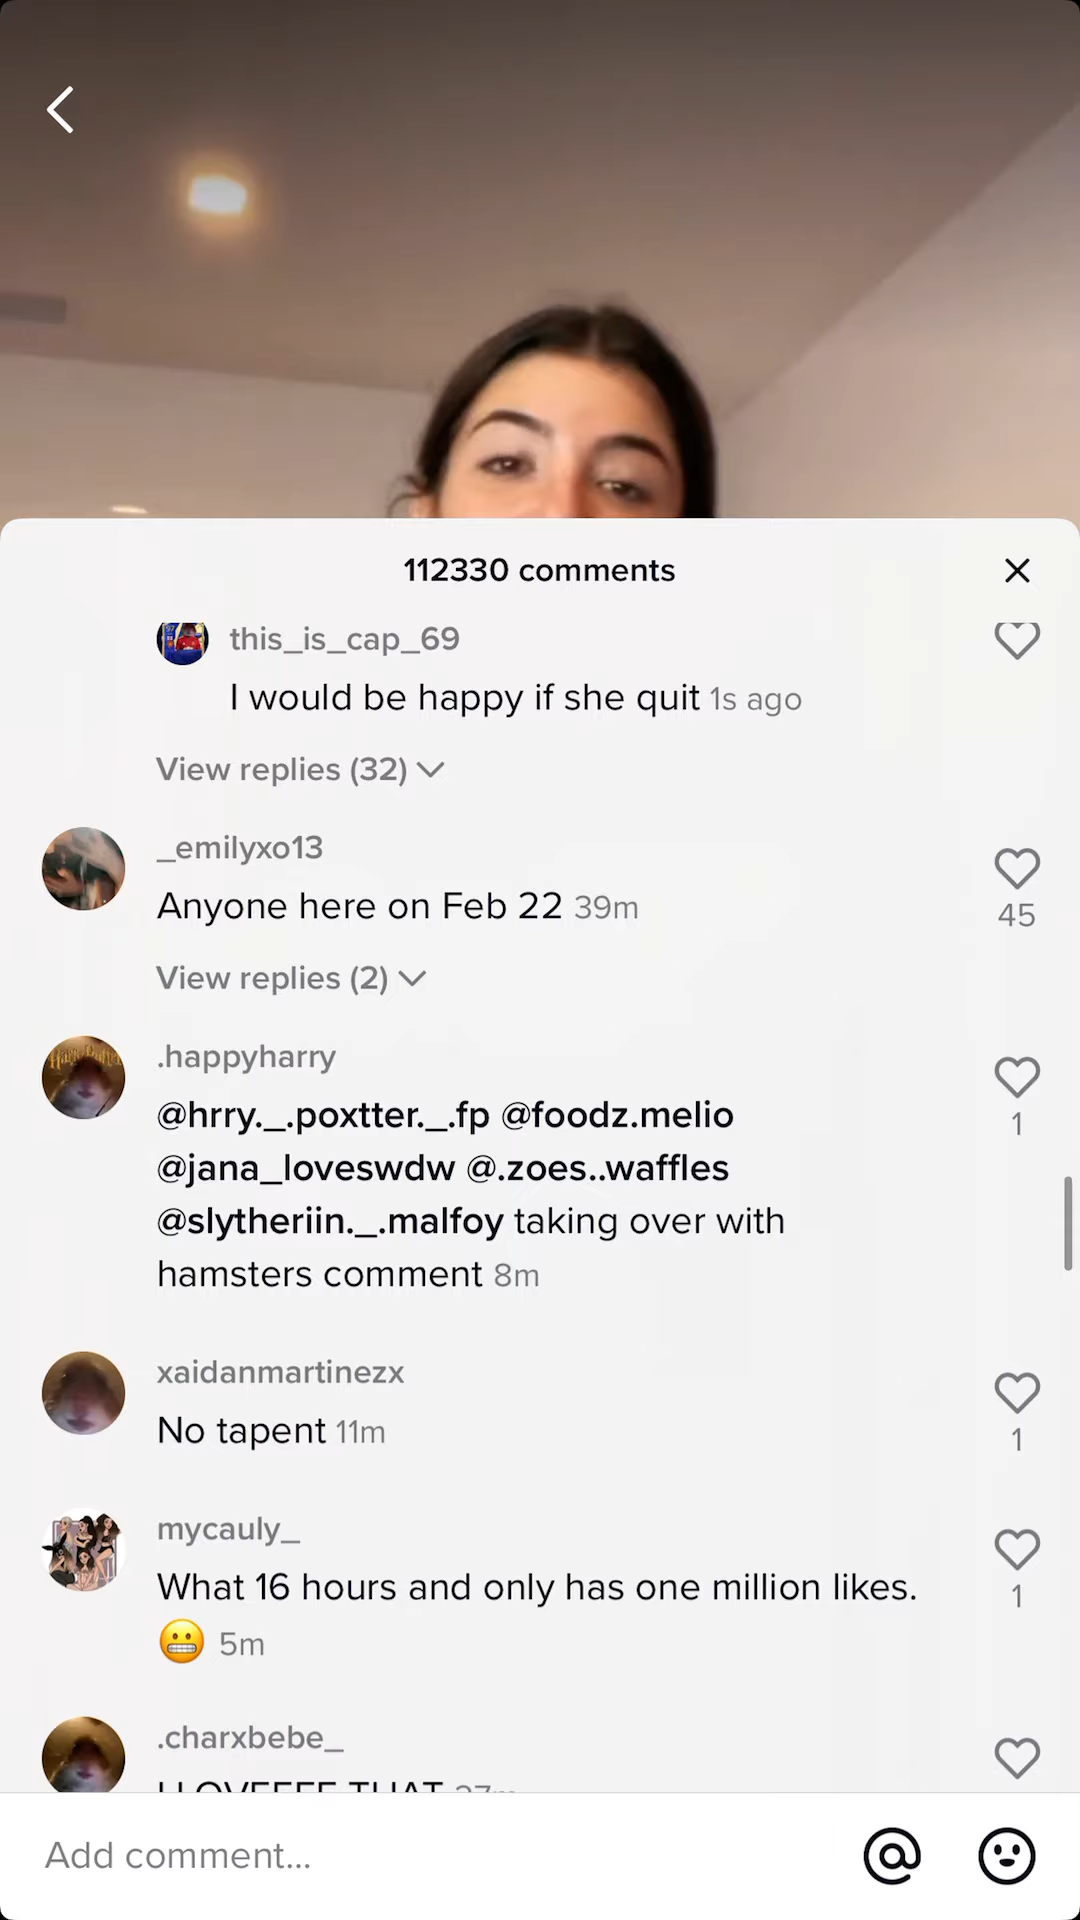 112330 comments
this_is_cap_69
I would be happy if she quit 1s ago
View replies (32)
_emilyxo13
Anyone here on Feb 22 39m
45
View replies (2)
.happyharry
@hrry._.poxtter._.fp @foodz.melio
1
@jana_loveswdw @.zoes..waffles
@slytheriin._.malfoy taking over with
hamsters comment 8m
xaidanmartinezx
No tapent 11m
1
mycauly_
What 16 hours and only has one million likes.
1
😬 5m
.charxbebe_
Add comment...